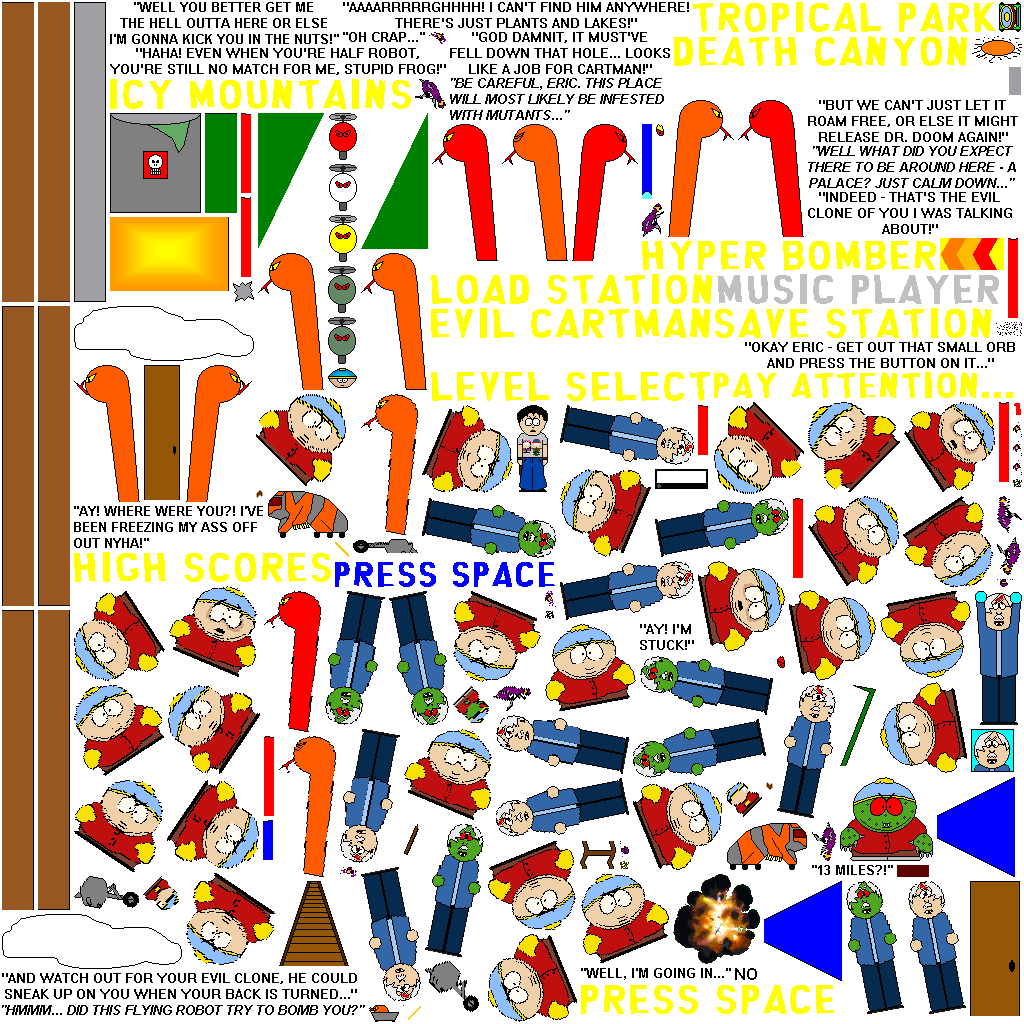 "WELL YOU BETTER GET ME
THE HELL OUTTA HERE OR ELSE
I'M GONNA KICK YOU IN THE NUTS!"
"OH CRAP..."
"HAHA! EVEN WHEN YOU'RE HALF ROBOT,
YOU'RE STILL NO MATCH FOR ME, STUPID FROG!"
"AAAARRRRRGHHHH! I CAN'T FIND HIM ANYWHERE!
THERE'S JUST PLANTS AND LAKES!"
"GOD DAMNIT, IT MUST'VE
FELL DOWN THAT HOLE... LOOKS
LIKE A JOB FOR CARTMAN!"
"BE CAREFUL, ERIC. THIS PLACE
WILL MOST LIKELY BE INFESTED
WITH MUTANTS..."
TROPICAL PARK
DEATH CANYON
ICY MOUNTAINS
"BUT WE CAN'T JUST LET IT
ROAM FREE, OR ELSE IT MIGHT
RELEASE DR. DOOM AGAIN!"
"WELL WHAT DID YOU EXPECT
THERE TO BE AROUND HERE - A
PALACE? JUST CALM DOWN..."
"INDEED - THAT'S THE EVIL
CLONE OF YOU I WAS TALKING
ABOUT!"
HYPER BOMBER
LOAD STATION
MUSIC PLAYER
EVIL CARTMAN
SAVE STATION
"OKAY ERIC - GET OUT THAT SMALL ORB
AND PRESS THE BUTTON ON IT..."
LEVEL SELECT
PAY ATTENTION...
"AY! WHERE WERE YOU?! I'VE
BEEN FREEZING MY ASS OFF
OUT NYHA!"
HIGH SCORES
PRESS SPACE
"AY! I'M
STUCK!"
"13 MILES?!"
"AND WATCH OUT FOR YOUR EVIL CLONE, HE COULD
SNEAK UP ON YOU WHEN YOUR BACK IS TURNED..."
"HMMM... DID THIS FLYING ROBOT TRY TO BOMB YOU?"
"WELL, I'M GOING IN..."
NO
PRESS SPACE